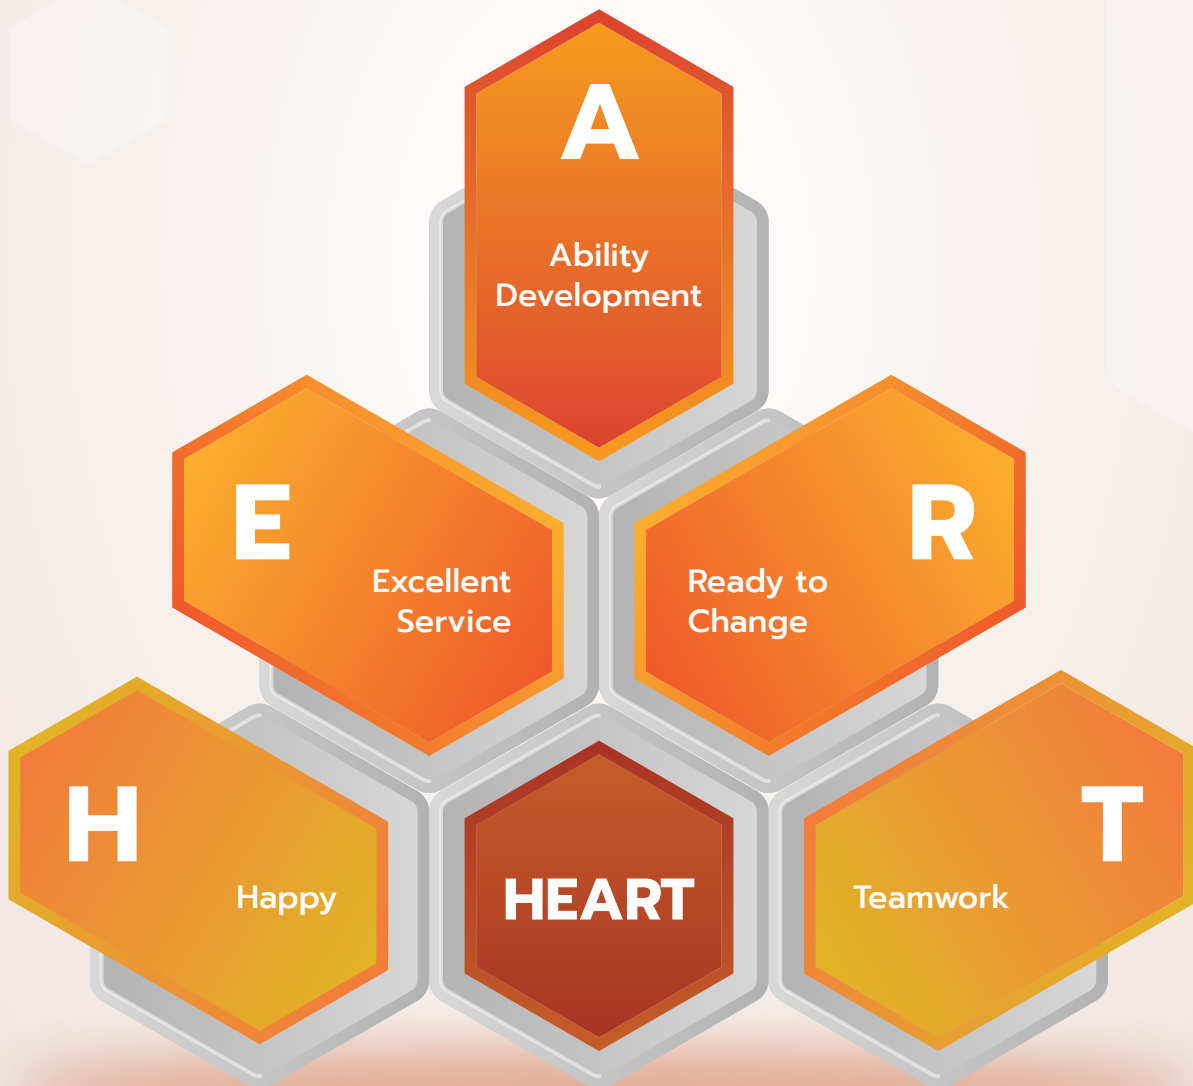 A
Ability
Development
E
Excellent
Service
R
Ready to
Change
H
Happy
HEART
T
Teamwork